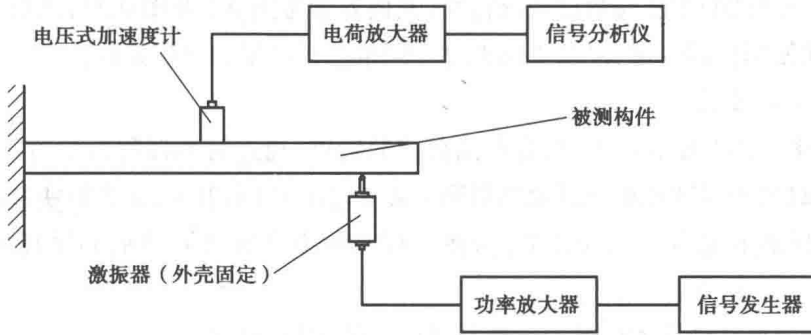 电压式加速度计
电荷放大器
信号分析仪
被测构件
激振器（外壳固定）
功率放大器
信号发生器